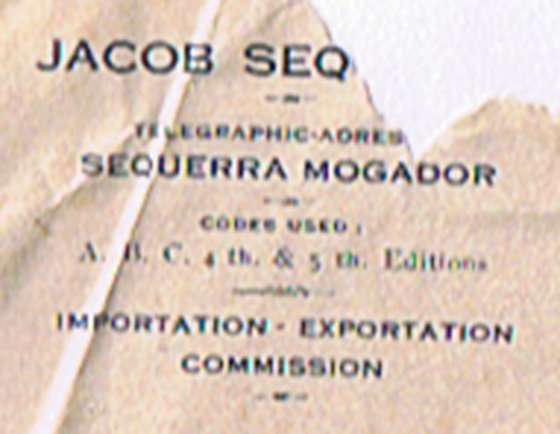 JACOB SEQ
TELEGRAPHIC-ADRES
SEQUERRA MOGADOR
CODES USED :
A. B. C. 4 th. & 5 th. Editions
IMPORTATION - EXPORTATION
COMMISSION